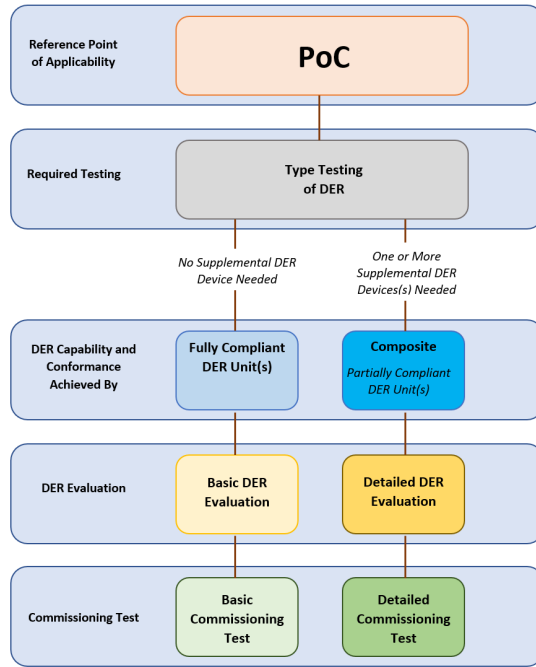 Reference Point
of Applicability
PoC
Required Testing
Type Testing
of DER
No Supplemental DER
Device Needed
One or More
Supplemental DER
Devices(s) Needed
DER Capability and
Conformance
Achieved By
Fully Compliant
DER Unit(s)
Composite
Partially Compliant
DER Unit(s)
DER Evaluation
Basic DER
Evaluation
Detailed DER
Evaluation
Commissioning Test
Basic
Commissioning
Test
Detailed
Commissioning
Test